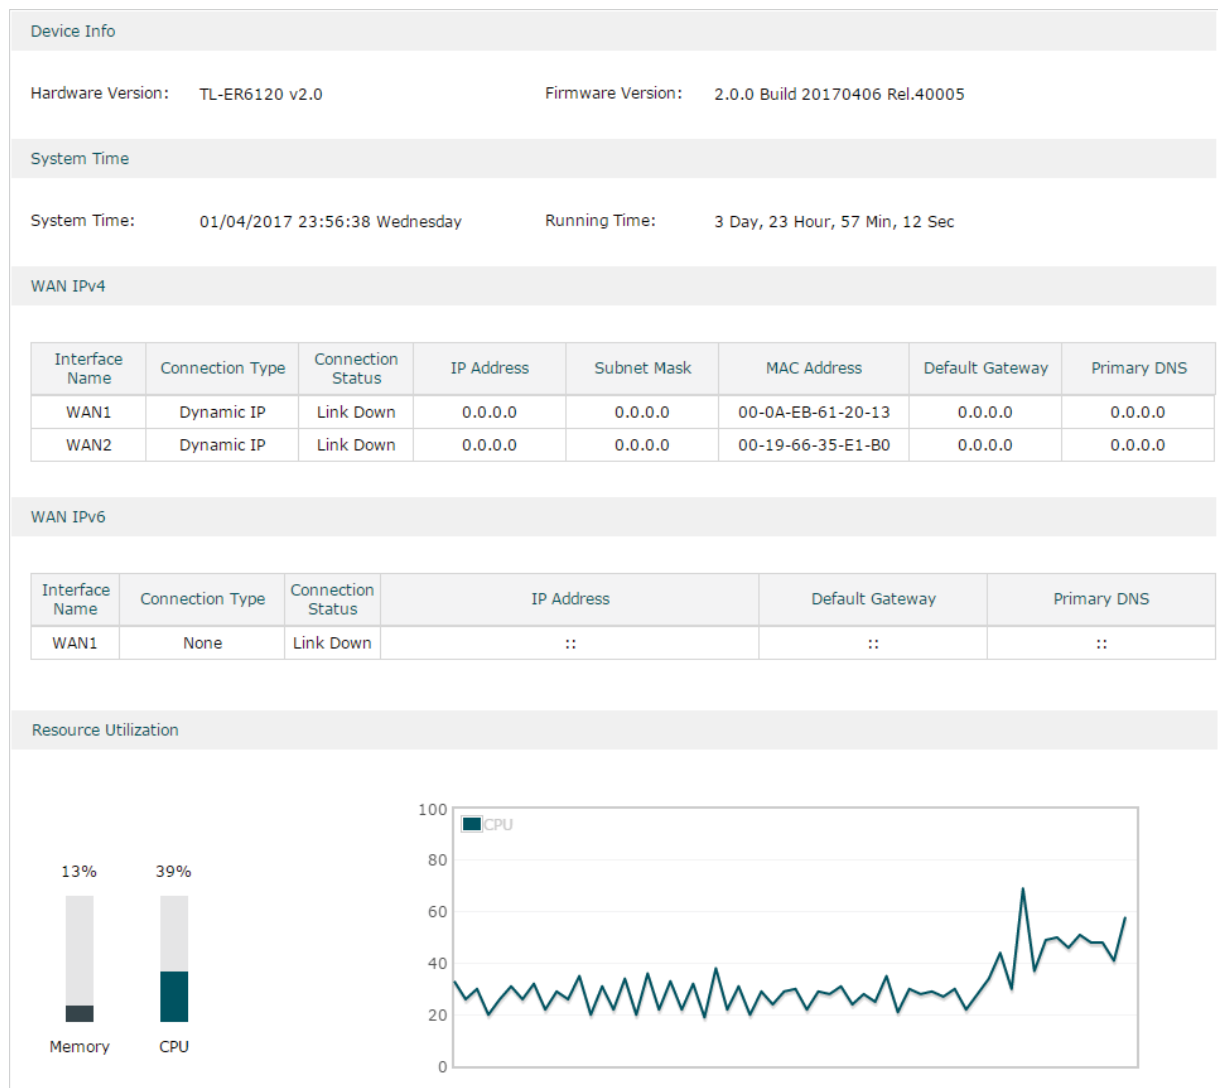 Device Info
Hardware Version: TL-ER6120 v2.0 Firmware Version: 2.0.0 Build 20170406 Rel.40005
System Time
System Time: 01/04/2017 23:56:38 Wednesday Running Time: 3 Day, 23 Hour, 57 Min, 12 Sec
WAN IPv4
Interface Name Connection Type Connection Status IP Address Subnet Mask MAC Address Default Gateway Primary DNS
WAN1 Dynamic IP Link Down 0.0.0.0 0.0.0.0 00-0A-EB-61-20-13 0.0.0.0 0.0.0.0
WAN2 Dynamic IP Link Down 0.0.0.0 0.0.0.0 00-19-66-35-E1-B0 0.0.0.0 0.0.0.0
WAN IPv6
Interface Name Connection Type Connection Status IP Address Default Gateway Primary DNS
WAN1 None Link Down :: :: ::
Resource Utilization
13% 39%
Memory CPU
100
CPU
80
60
40
20
0